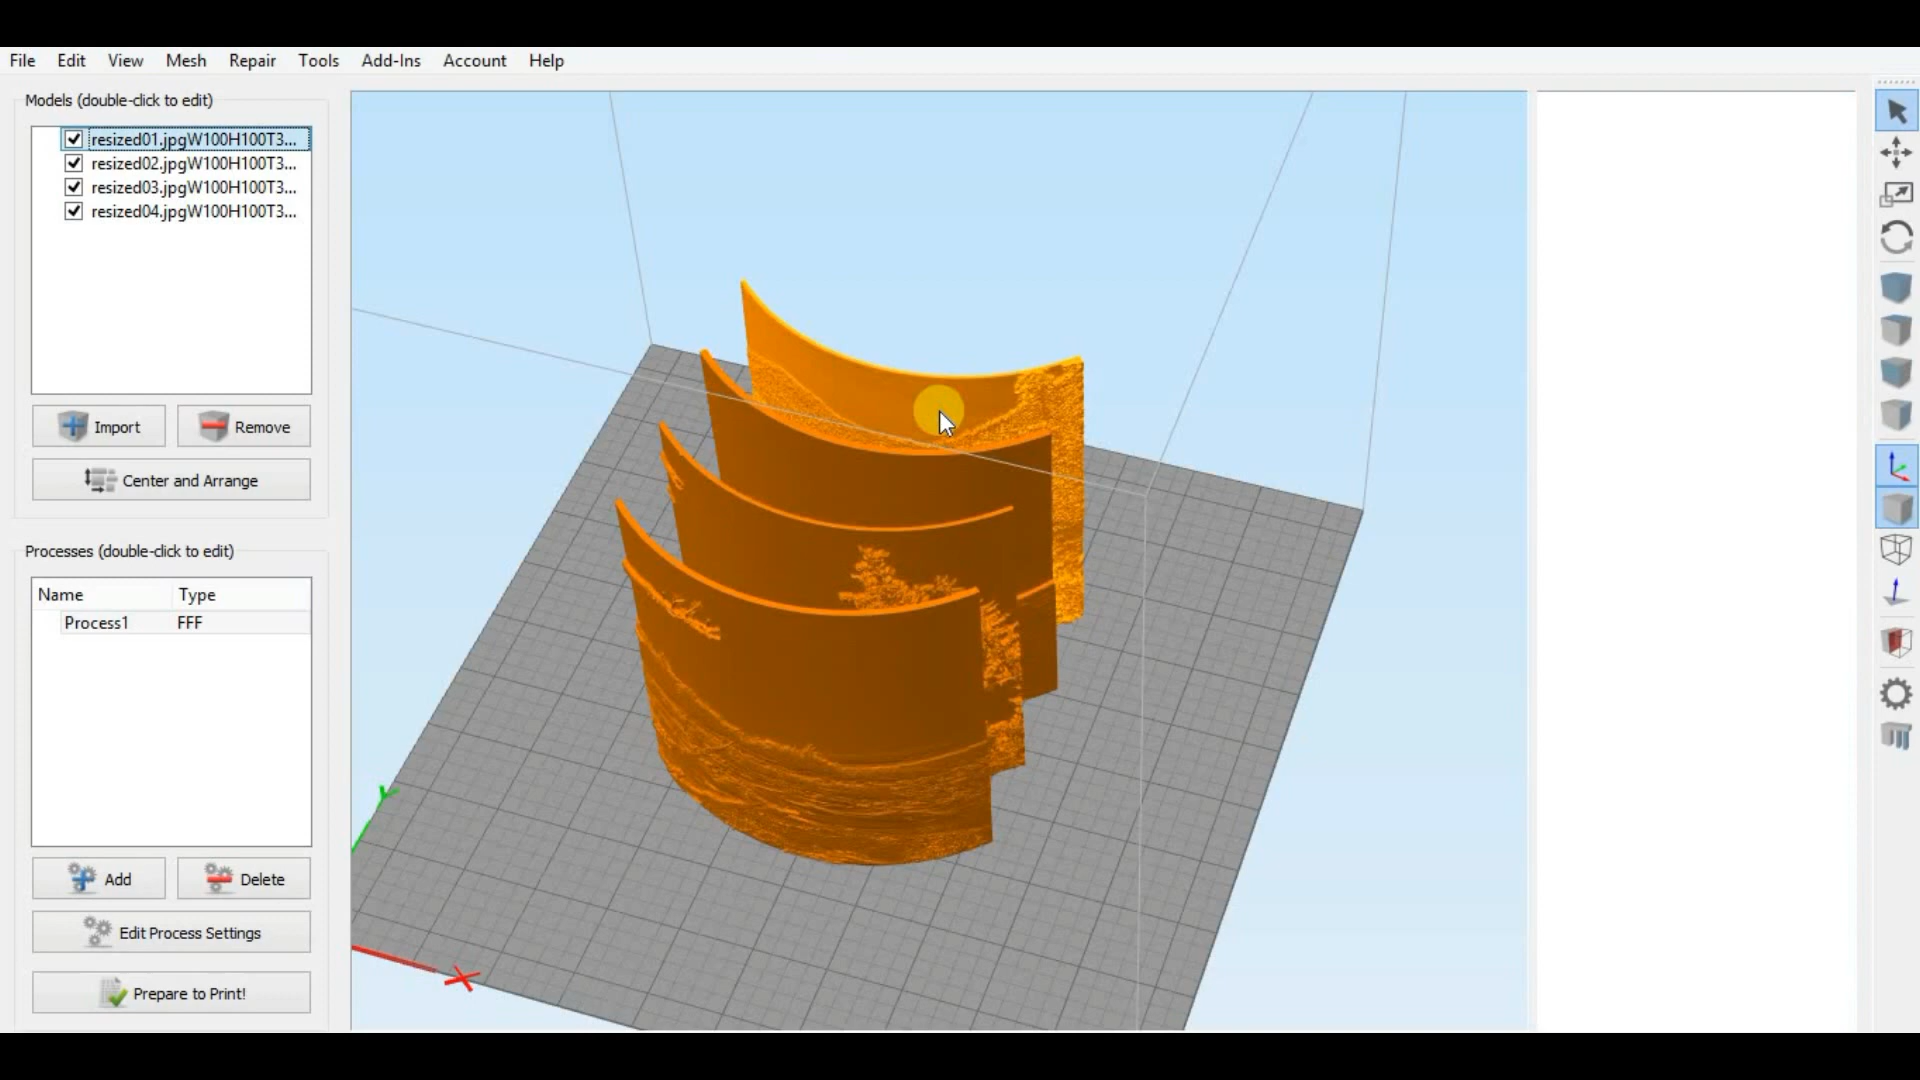 File Edit View Mesh Repair Tools Add-Ins Account Help
Models (double-click to edit)
resized01.jpgW100H100T3...
resized02.jpgW100H100T3...
resized03.jpgW100H100T3...
resized04.jpgW100H100T3...
Import Remove
Center and Arrange
Processes (double-click to edit)
Name Type
Process1 FFF
Add Delete
Edit Process Settings
Prepare to Print!